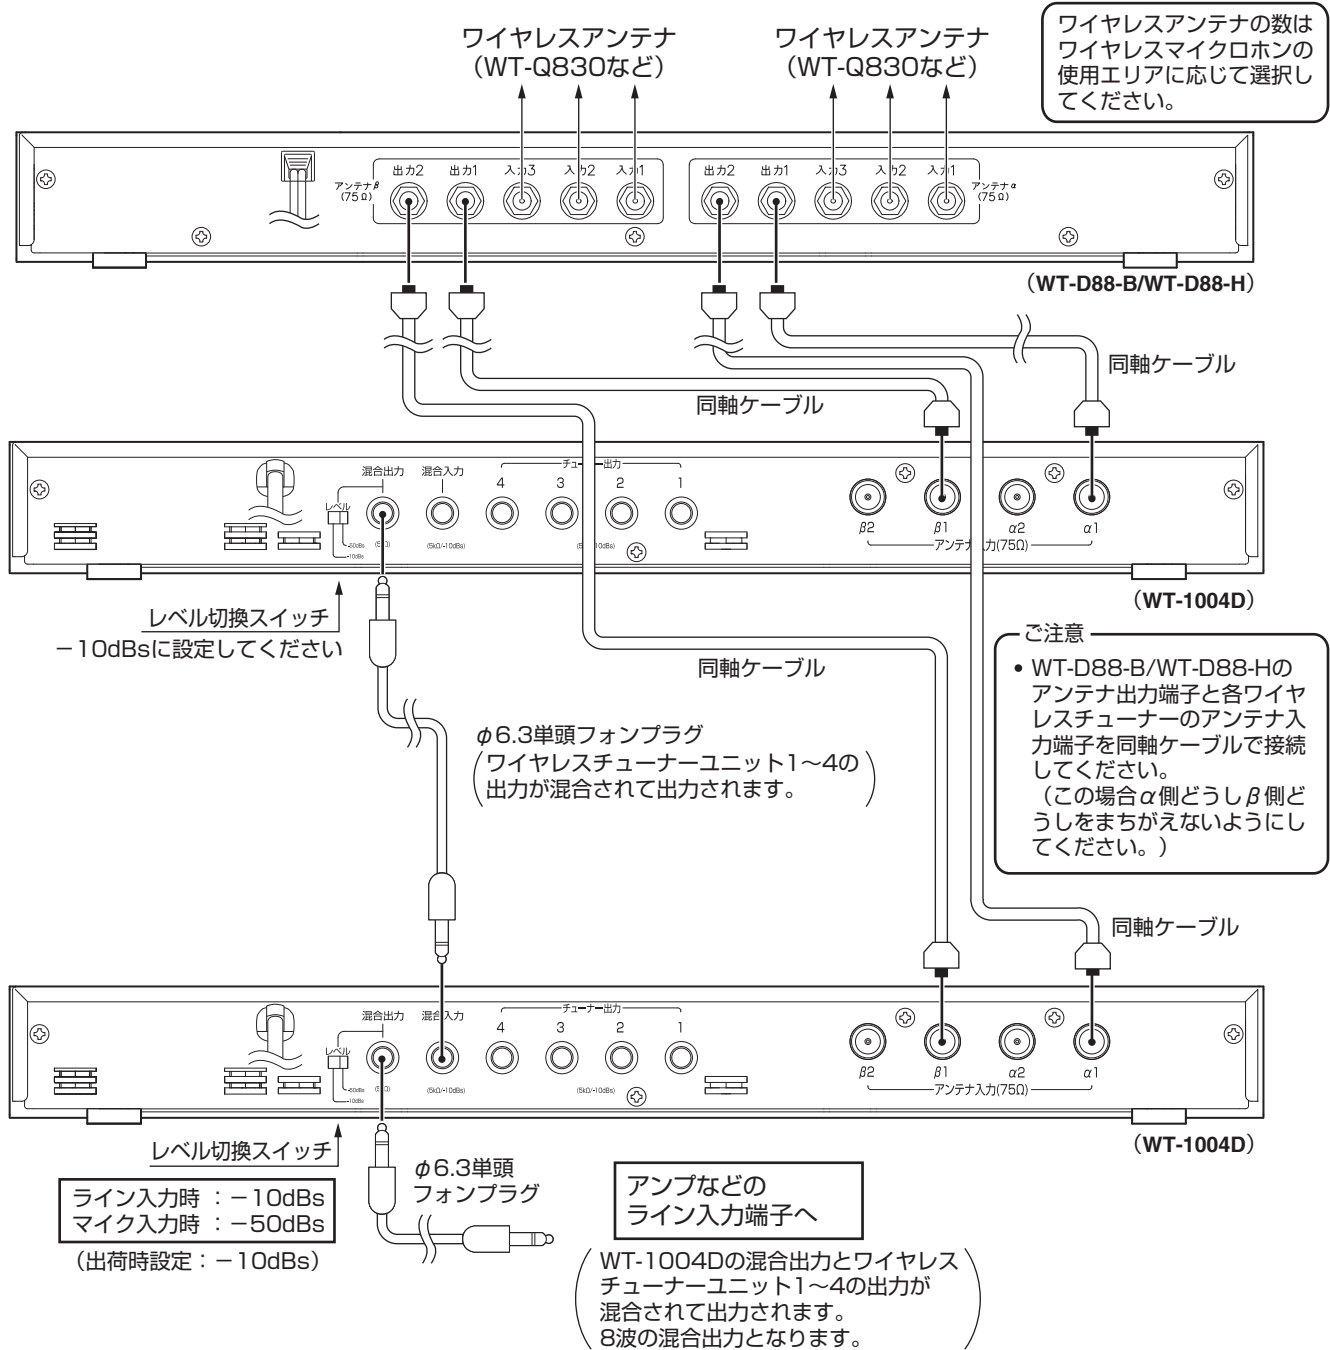 ワイヤレスアンテナ
（WT-Q830など）
ワイヤレスアンテナ
（WT-Q830など）
ワイヤレスアンテナの数は
ワイヤレスマイクロホンの
使用エリアに応じて選択し
てください。
アンテナβ
(75Ω)
出力2
出力1
入力3
入力2
入力1
出力2
出力1
入力3
入力2
入力1
アンテナα
(75Ω)
（WT-D88-B/WT-D88-H）
同軸ケーブル
同軸ケーブル
混合出力
混合入力
チューナー出力
4
3
2
1
レベル
-50dBs
-10dBs
(5kΩ/-10dBs)
β2
β1
α2
α1
アンテナ入力(75Ω)
（WT-1004D）
レベル切換スイッチ
－10dBsに設定してください
同軸ケーブル
φ6.3単頭フォンプラグ
（ワイヤレスチューナーユニット1〜4の
出力が混合されて出力されます。）
ご注意
• WT-D88-B/WT-D88-Hの
アンテナ出力端子と各ワイヤ
レスチューナーのアンテナ入
力端子を同軸ケーブルで接続
してください。
（この場合α側どうしβ側ど
うしをまちがえないようにし
てください。）
同軸ケーブル
混合出力
混合入力
チューナー出力
4
3
2
1
レベル
-50dBs
-10dBs
(5kΩ/-10dBs)
(5kΩ/-10dBs)
β2
β1
α2
α1
アンテナ入力(75Ω)
（WT-1004D）
レベル切換スイッチ
ライン入力時 ：－10dBs
マイク入力時 ：－50dBs
（出荷時設定：－10dBs）
φ6.3単頭
フォンプラグ
アンプなどの
ライン入力端子へ
（WT-1004Dの混合出力とワイヤレス
チューナーユニット1〜4の出力が
混合されて出力されます。
8波の混合出力となります。）